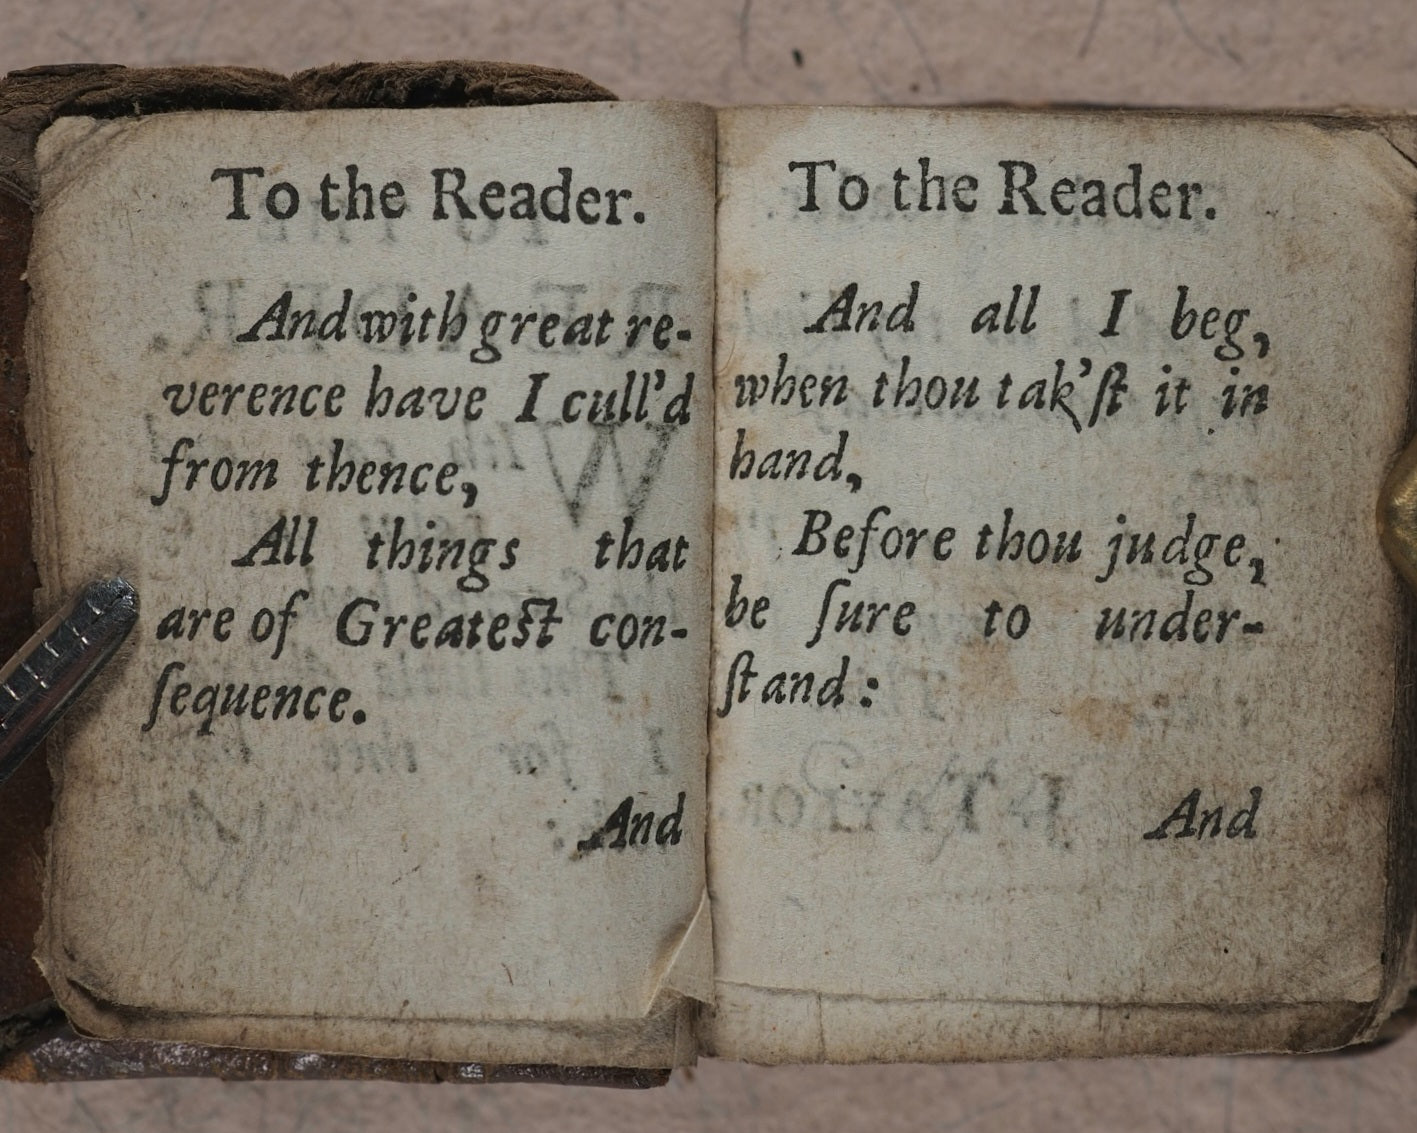 To the Reader.
And with great re-
verence have I cull'd
from thence,
All things that
are of Greatest con-
ſequence.
And
To the Reader.
And all I beg,
when thou tak'ſt it in
hand,
Before thou judge,
be ſure to under-
ſtand:
And